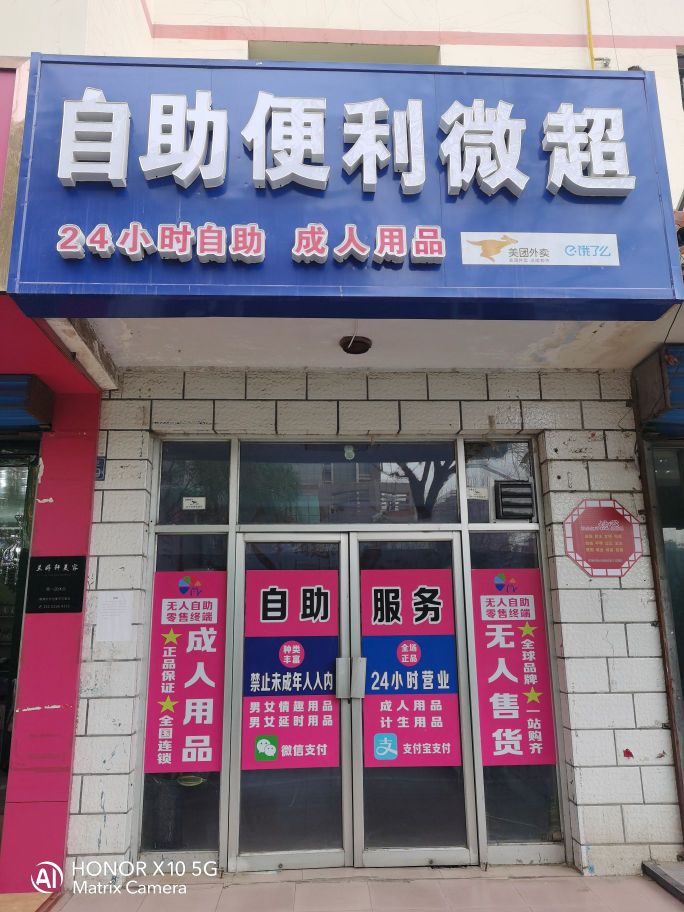 自助便利微超
24小时自助 成人用品
美团外卖
饿了么
无人自助
零售终端
成人用品
★正品保证★全国连锁
自助
种类
丰富
禁止未成年人人内
男女情趣用品
男女延时用品
微信支付
服务
全场
正品
24小时营业
成人用品
计生用品
支付宝支付
无人自助
零售终端
无人售货
★全球品牌★一站购齐
HONOR X10 5G
Matrix Camera